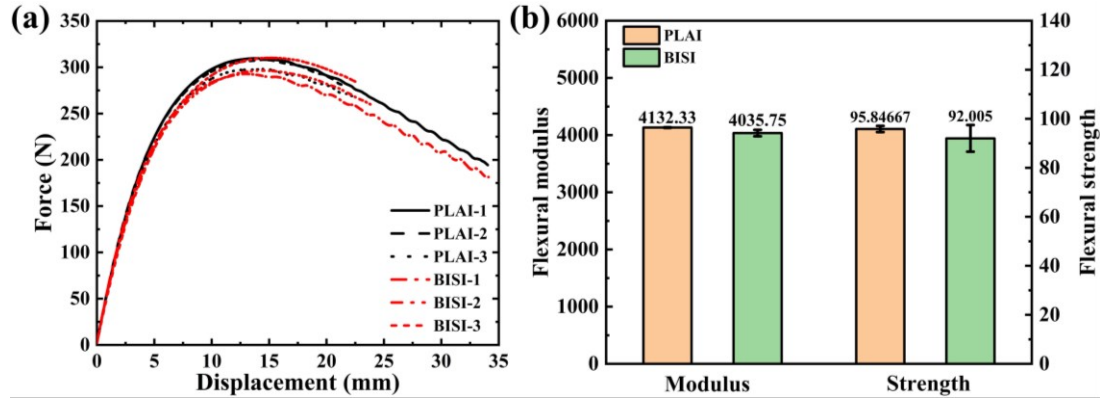 (a)
350
300
250
200
150
100
50
0
Force (N)
0 5 10 15 20 25 30 35
Displacement (mm)
PLAI-1
PLAI-2
PLAI-3
BISI-1
BISI-2
BISI-3
(b)
6000
5000
4000
3000
2000
1000
0
Flexural modulus
PLAI
BISI
4132.33 4035.75 95.84667 92.005
Modulus Strength
140
120
100
80
60
40
20
0
Flexural strength